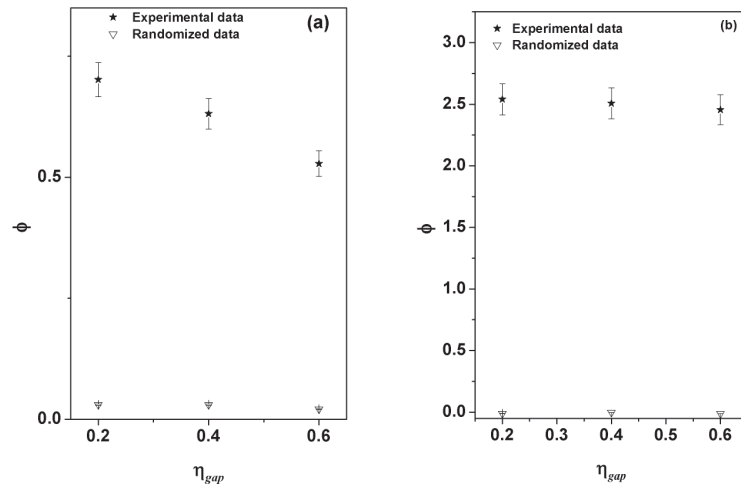 Experimental data
Randomized data
(a)
0.5
0.0
ϕ
0.2
0.4
0.6
η gap
Experimental data
Randomized data
(b)
3.0
2.5
2.0
1.5
1.0
0.5
0.0
ϕ
0.2
0.3
0.4
0.5
0.6
η gap